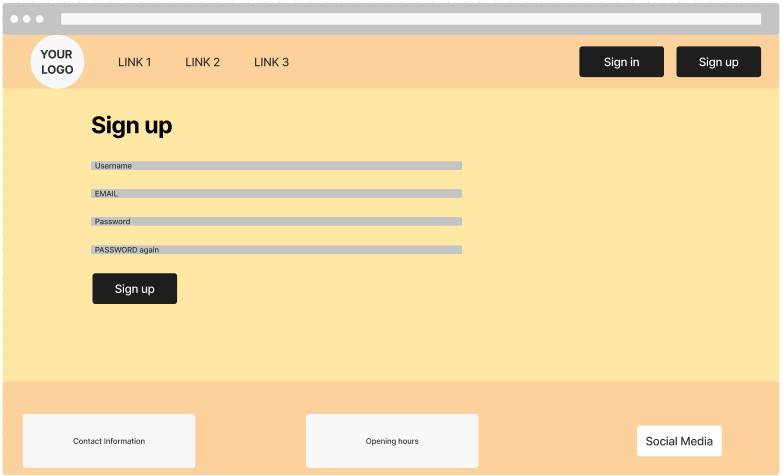 YOUR
LOGO
LINK 1
LINK 2
LINK 3
Sign in
Sign up
Sign up
Username
EMAIL
Password
PASSWORD again
Sign up
Contact Information
Opening hours
Social Media